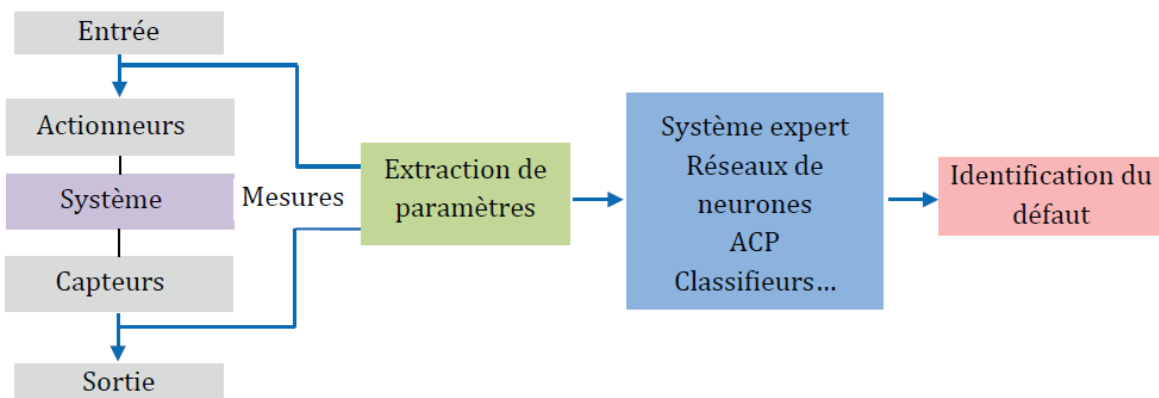 Entrée
Actionneurs
Système
Capteurs
Sortie
Mesures
Extraction de
paramètres
Système expert
Réseaux de
neurones
ACP
Classifieurs…
Identification du
défaut